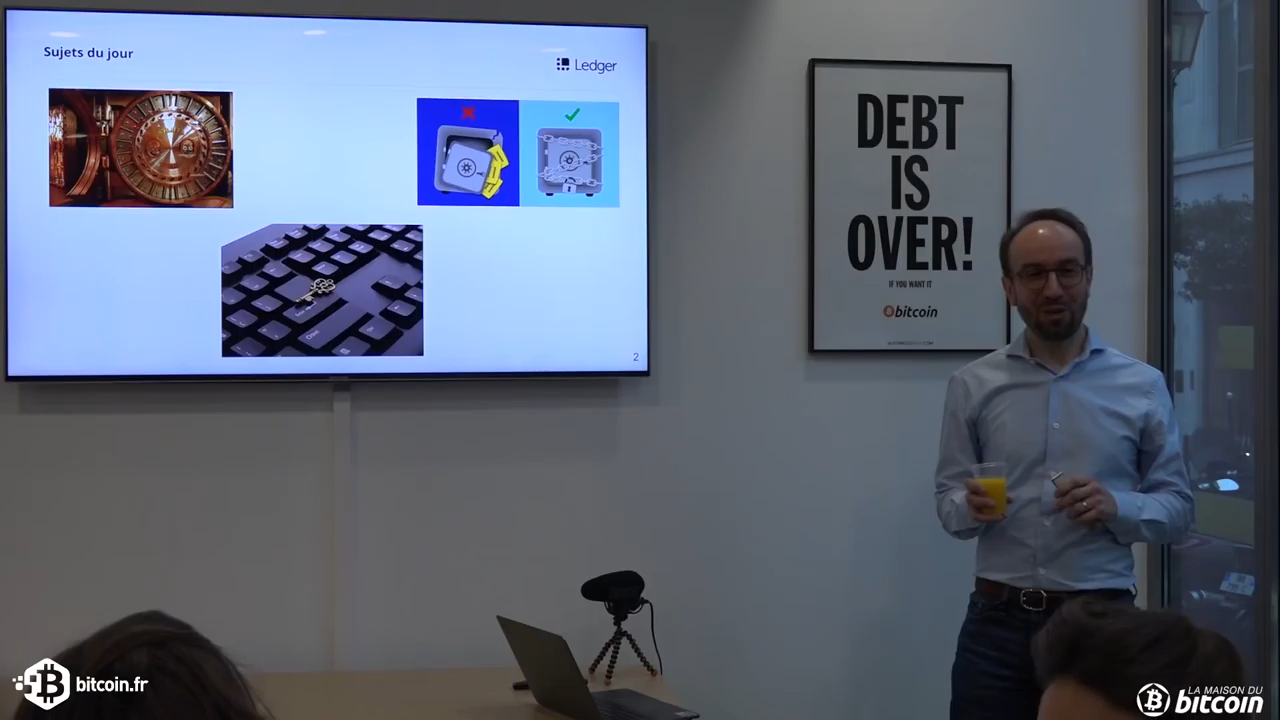 Sujets du jour
Ledger
2
DEBT
IS
OVER!
IF YOU WANT IT
bitcoin
bitcoin.fr
LA MAISON DU
bitcoin